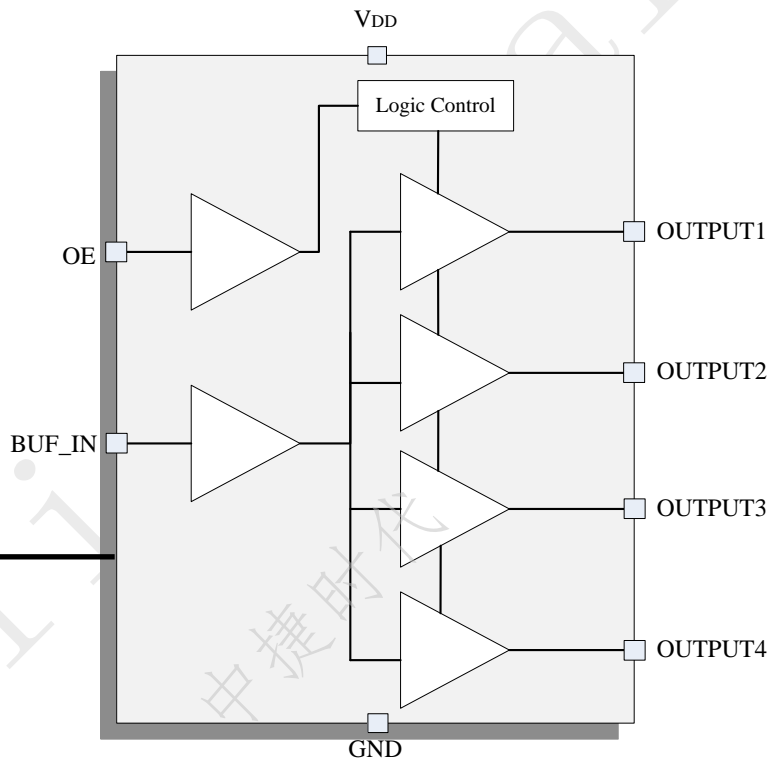 VDD
Logic Control
OE
OUTPUT1
OUTPUT2
BUF_IN
OUTPUT3
OUTPUT4
GND
中捷时代